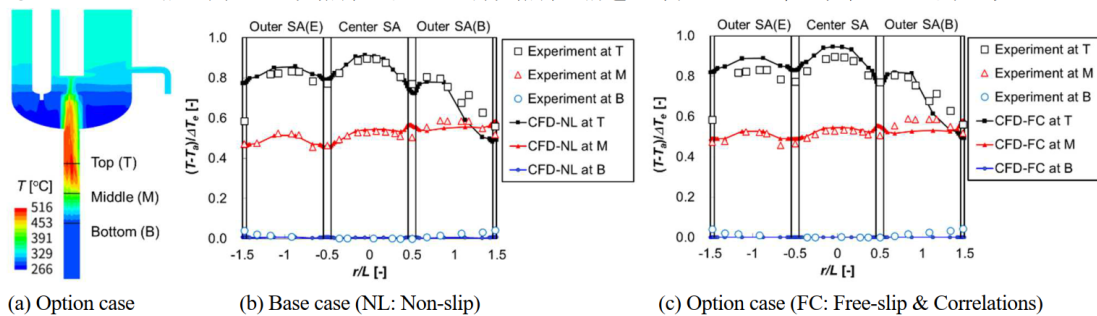 Top (T)
Middle (M)
Bottom (B)
T [°C]
516
453
391
328
266
(a) Option case
Outer SA(E) Center SA Outer SA(B)
(T-Ta)/ΔTe [-]
1.0
0.8
0.6
0.4
0.2
0.0
-1.5 -1 -0.5 0 0.5 1 1.5
r/L [-]
Experiment at T
Experiment at M
Experiment at B
CFD-NL at T
CFD-NL at M
CFD-NL at B
(b) Base case (NL: Non-slip)
Outer SA(E) Center SA Outer SA(B)
(T-Ta)/ΔTe [-]
1.0
0.8
0.6
0.4
0.2
0.0
-1.5 -1 -0.5 0 0.5 1 1.5
r/L [-]
Experiment at T
Experiment at M
Experiment at B
CFD-FC at T
CFD-FC at M
CFD-FC at B
(c) Option case (FC: Free-slip & Correlations)